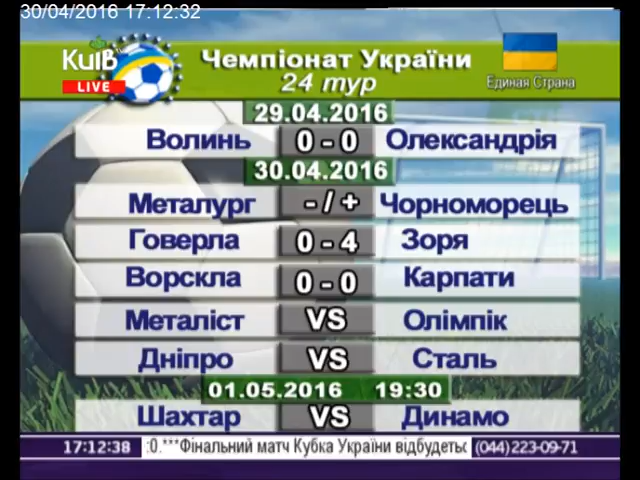 30/04/2016 17:12:32
Київ
LIVE
Чемпіонат України
24 тур
Единая Страна
29.04.2016
Волинь 0 - 0 Олександрія
30.04.2016
Металург - / + Чорноморець
Говерла 0 - 4 Зоря
Ворскла 0 - 0 Карпати
Металіст VS Олімпік
Дніпро VS Сталь
01.05.2016 19:30
Шахтар VS Динамо
17:12:38 :0.***Фінальний матч Кубка України відбудетьс (044)223-09-71